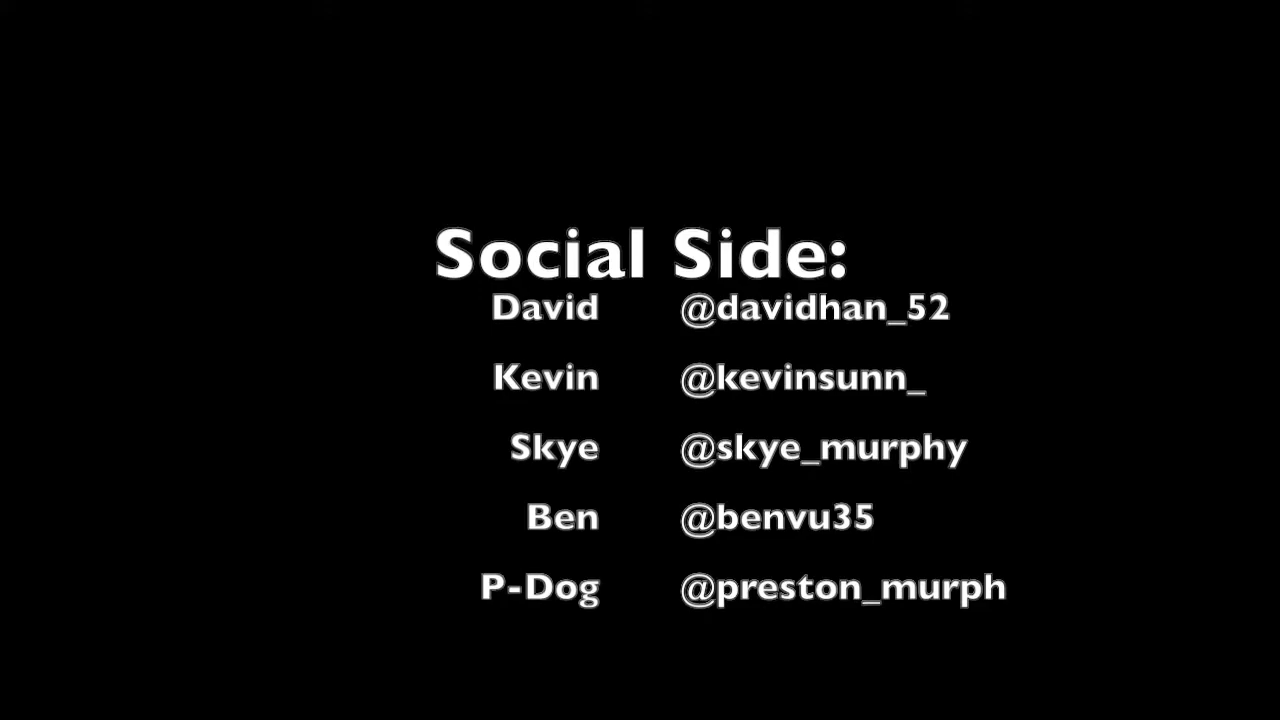 Social Side:
David @davidhan_52
Kevin @kevinsunn_
Skye @skye_murphy
Ben @benvu35
P-Dog @preston_murph